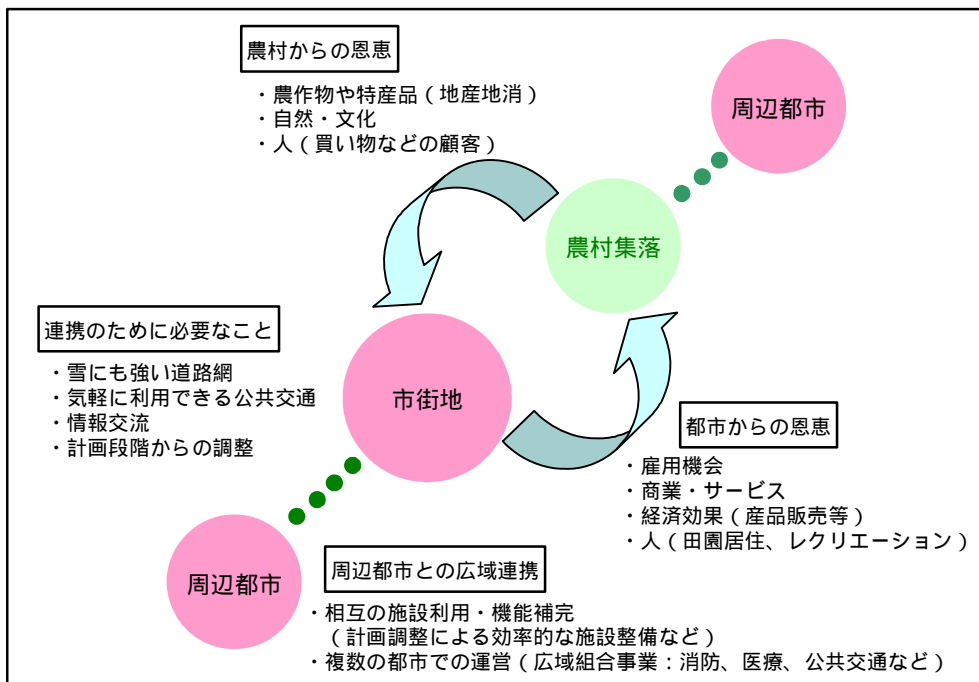 農村からの恩恵
・農作物や特産品（地産地消）
・自然・文化
・人（買い物などの顧客）
周辺都市
農村集落
連携のために必要なこと
・雪にも強い道路網
・気軽に利用できる公共交通
・情報交流
・計画段階からの調整
市街地
都市からの恩恵
・雇用機会
・商業・サービス
・経済効果（産品販売等）
・人（田園居住、レクリエーション）
周辺都市
周辺都市との広域連携
・相互の施設利用・機能補完
（計画調整による効率的な施設整備など）
・複数の都市での運営（広域組合事業：消防、医療、公共交通など）